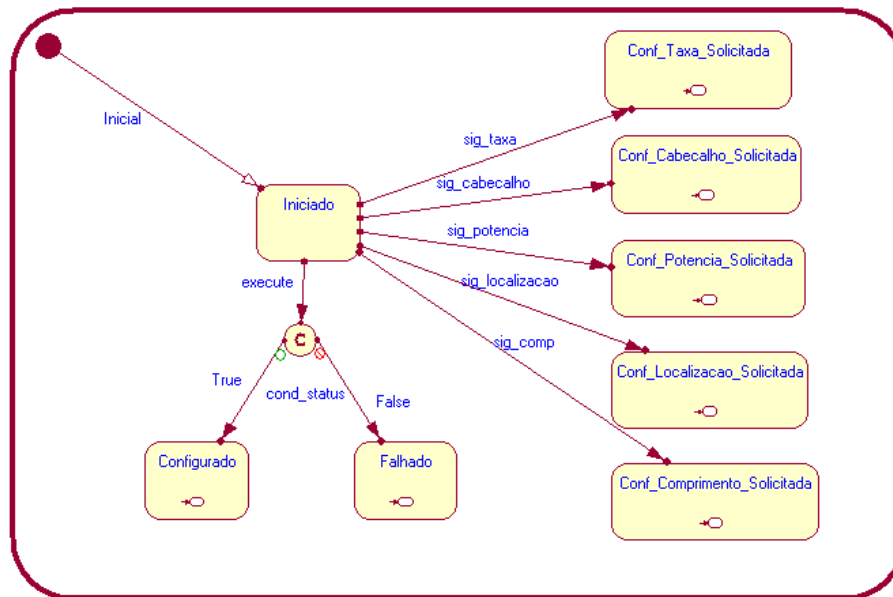 Inicial
Iniciado
sig_taxa
sig_cabecalho
sig_potencia
sig_localizacao
sig_comp
Conf_Taxa_Solicitada
Conf_Cabecalho_Solicitada
Conf_Potencia_Solicitada
Conf_Localizacao_Solicitada
Conf_Comprimento_Solicitada
execute
C
True
cond_status
False
Configurado
Falhado